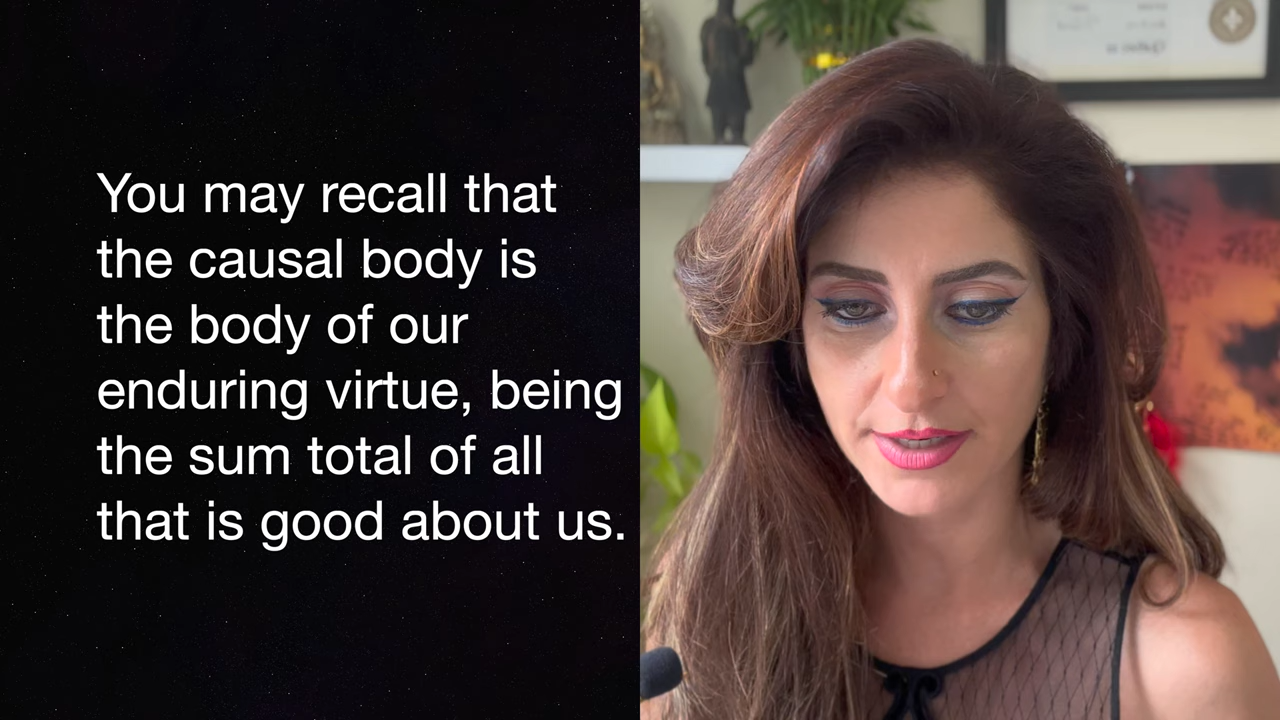 You may recall that
the causal body is
the body of our
enduring virtue, being
the sum total of all
that is good about us.